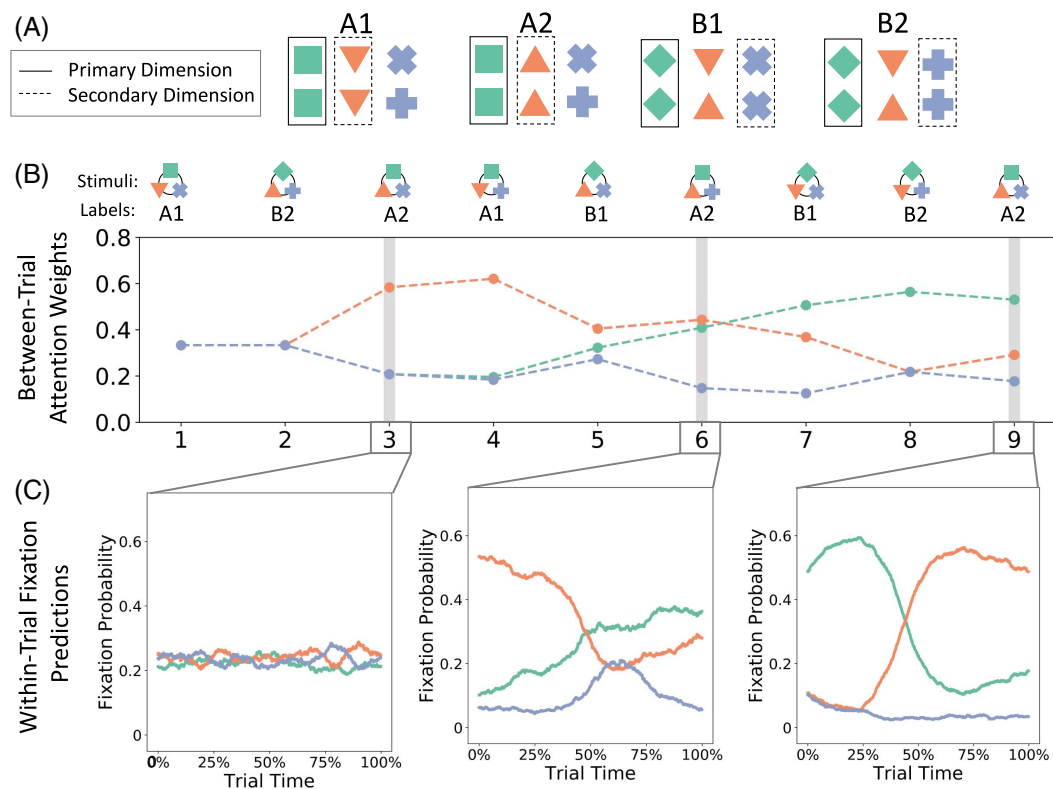 (A)
A1 A2 B1 B2
Primary Dimension
Secondary Dimension
(B)
Stimuli:
Labels: A1 B2 A2 A1 B1 A2 B1 B2 A2
Between-Trial
Attention Weights
0.8
0.6
0.4
0.2
0.0
1 2 3 4 5 6 7 8 9
(C)
Within-Trial Fixation
Predictions
Fixation Probability
0.6
0.4
0.2
0
0% 25% 50% 75% 100%
Trial Time
Fixation Probability
0.6
0.4
0.2
0
0% 25% 50% 75% 100%
Trial Time
Fixation Probability
0.6
0.4
0.2
0
0% 25% 50% 75% 100%
Trial Time